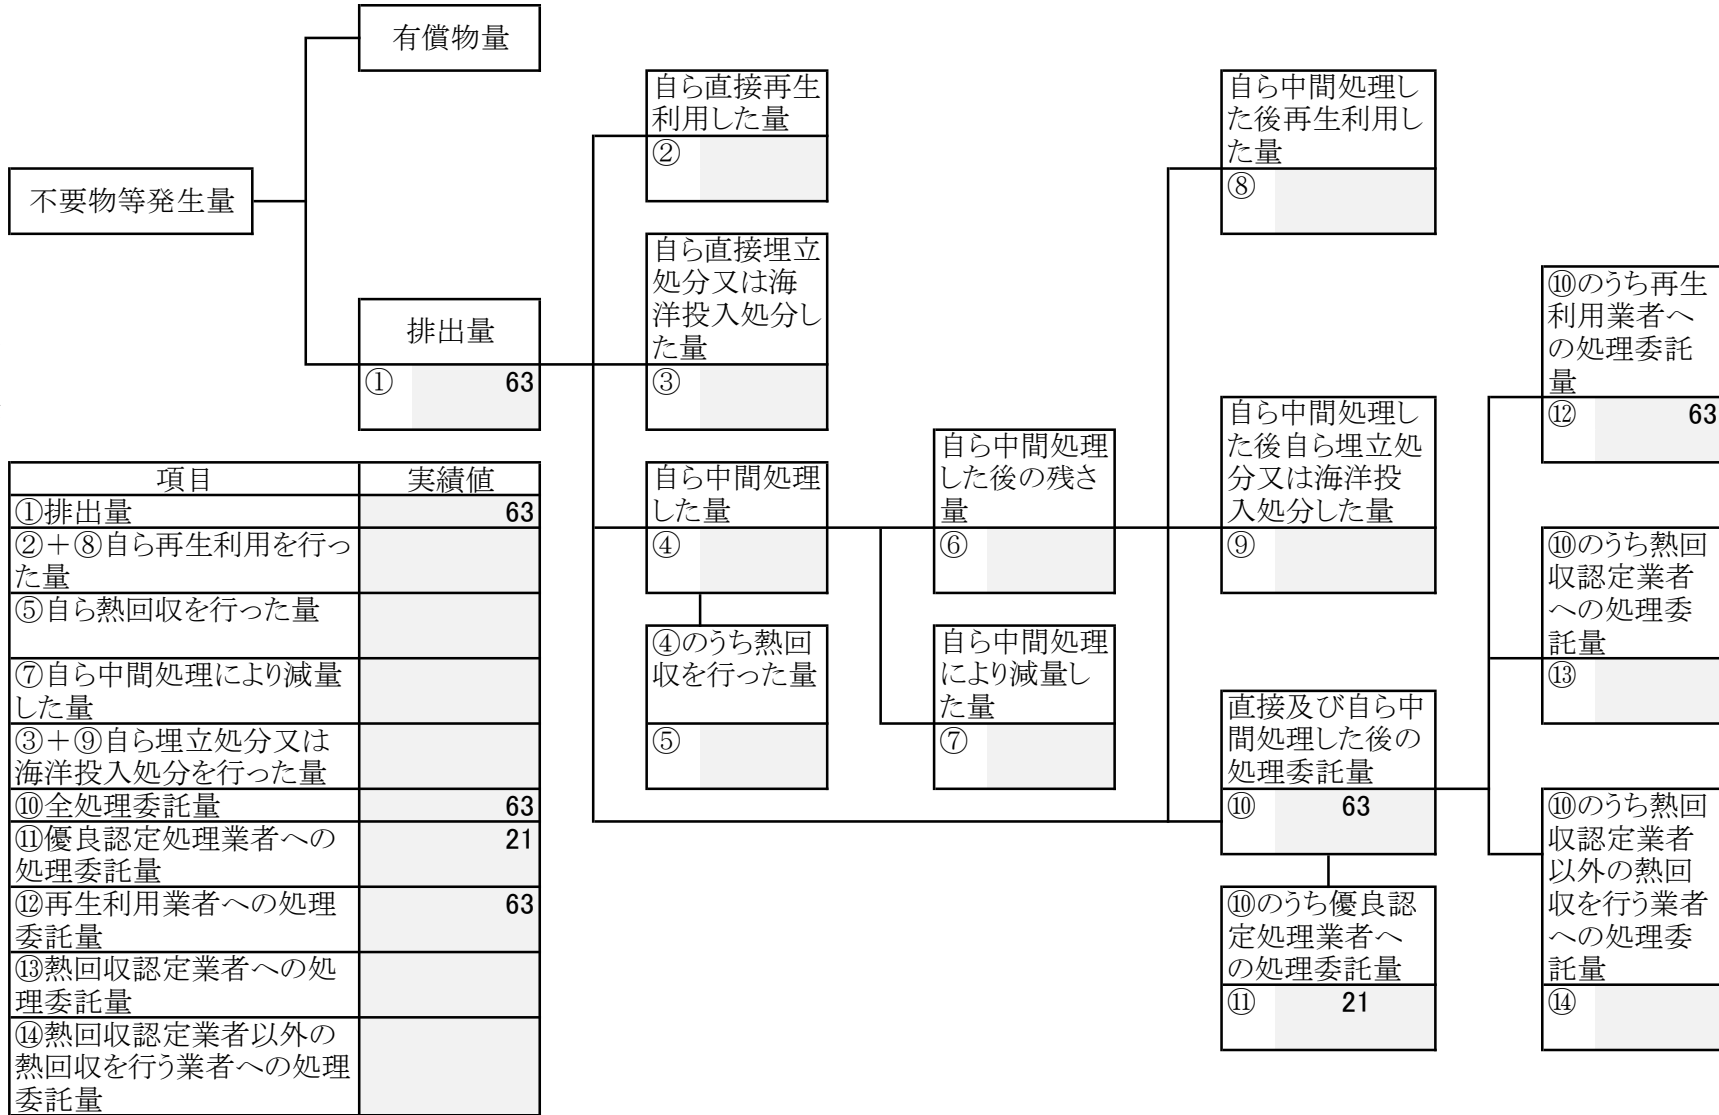 有償物量
不要物等発生量
排出量
① 63
自ら直接再生
利用した量
②
自ら直接埋立
処分又は海
洋投入処分し
た量
③
自ら中間処理
した量
④
④のうち熱回
収を行った量
⑤
自ら中間処理
した後の残さ
量
⑥
自ら中間処理
により減量し
た量
⑦
自ら中間処理し
た後再生利用し
た量
⑧
自ら中間処理し
た後自ら埋立処
分又は海洋投
入処分した量
⑨
直接及び自ら中
間処理した後の
処理委託量
⑩ 63
⑩のうち優良認
定処理業者へ
の処理委託量
⑪ 21
⑩のうち再生
利用業者へ
の処理委託
量
⑫ 63
⑩のうち熱回
収認定業者
への処理委
託量
⑬
⑩のうち熱回
収認定業者
以外の熱回
収を行う業者
への処理委
託量
⑭
項目 実績値
①排出量 63
②+⑧自ら再生利用を行っ
た量
⑤自ら熱回収を行った量
⑦自ら中間処理により減量
した量
③+⑨自ら埋立処分又は
海洋投入処分を行った量
⑩全処理委託量 63
⑪優良認定処理業者への 21
処理委託量
⑫再生利用業者への処理 63
委託量
⑬熱回収認定業者への処
理委託量
⑭熱回収認定業者以外の
熱回収を行う業者への処理
委託量